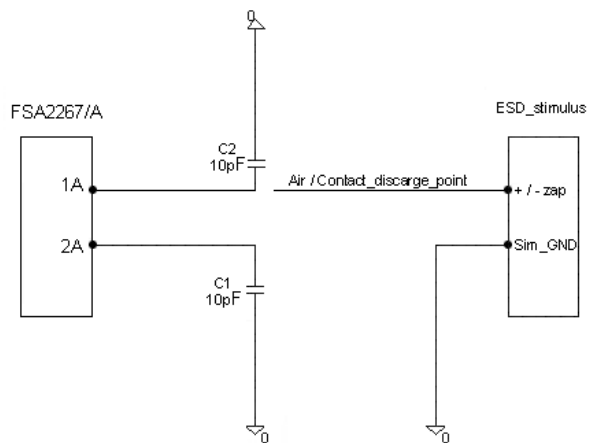 0
FSA2267/A
ESD_stimulus
C2
10pF
1A
Air / Contact_discarge_point
+ / - zap
2A
Sim_GND
C1
10pF
0
0